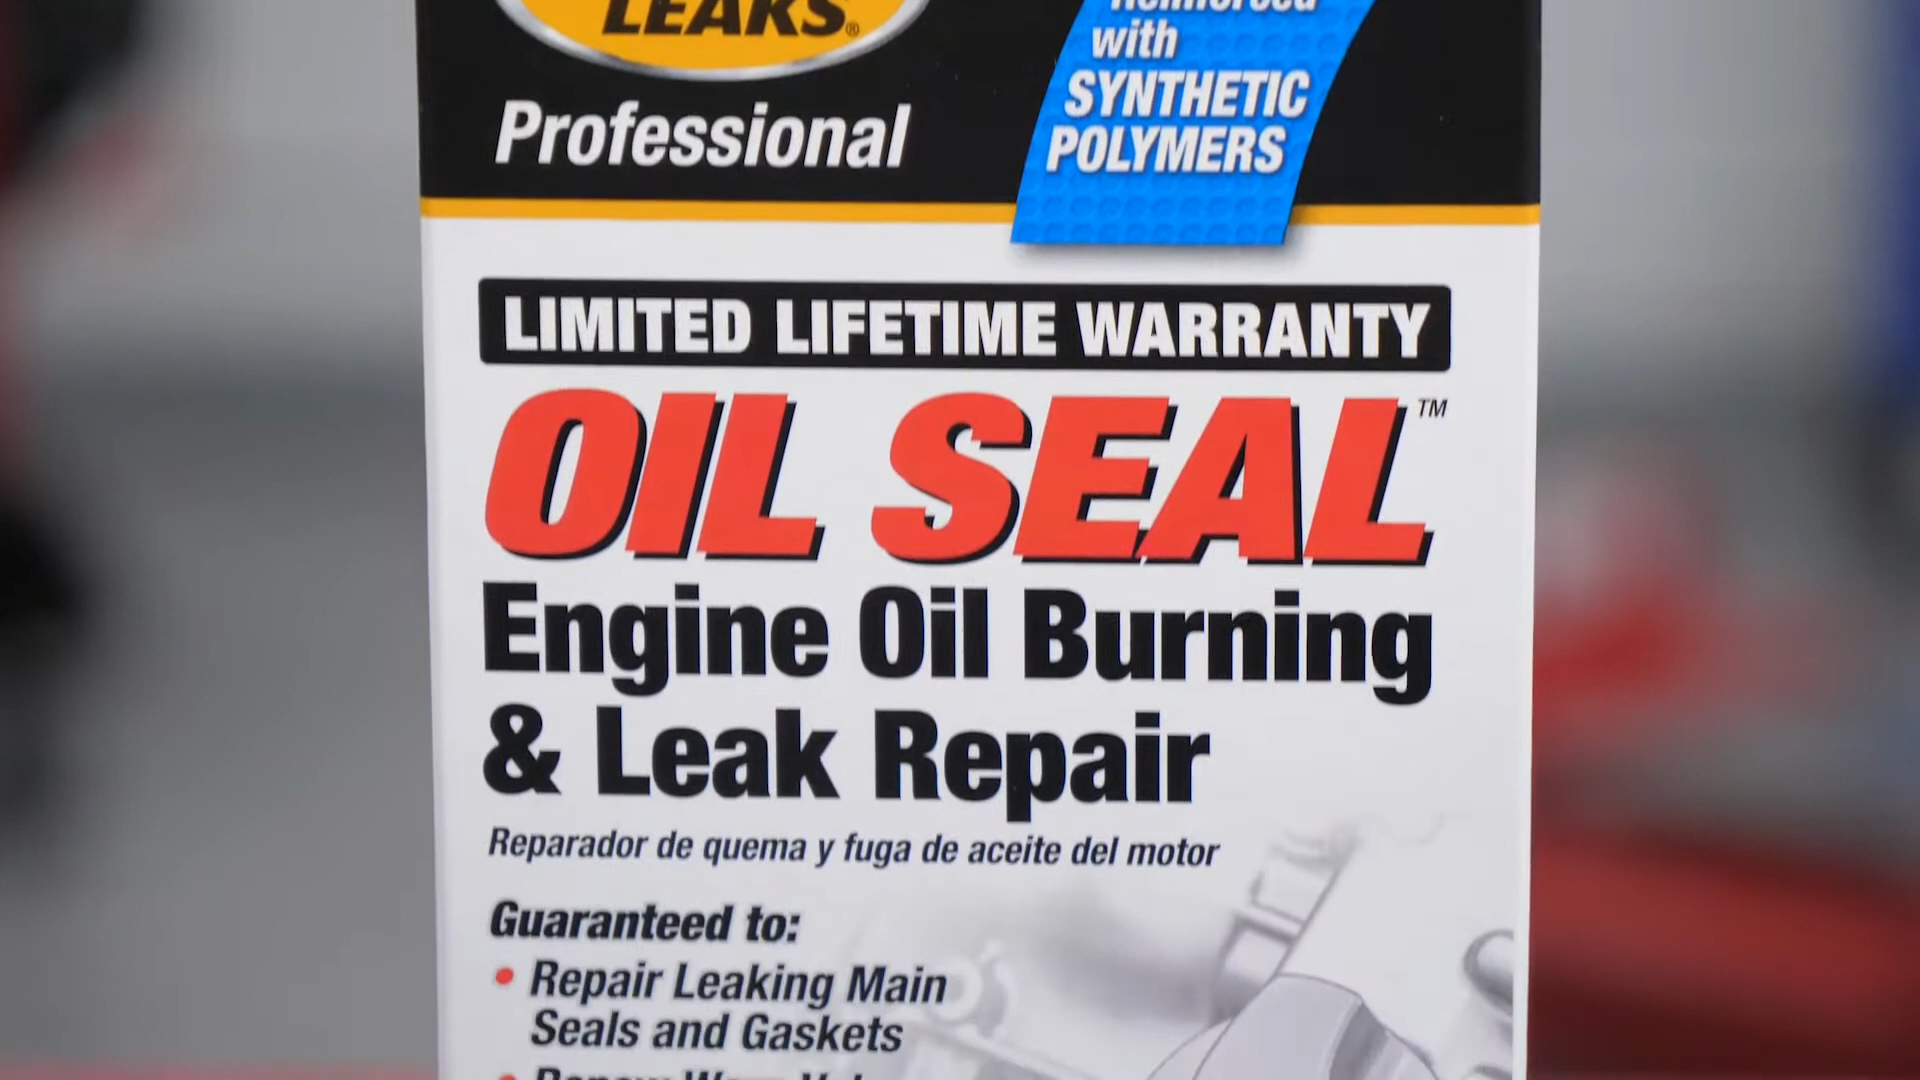 LEAKS®
Professional
Reinforced
with
SYNTHETIC
POLYMERS
LIMITED LIFETIME WARRANTY
OIL SEAL™
Engine Oil Burning
& Leak Repair
Reparador de quema y fuga de aceite del motor
Guaranteed to:
• Repair Leaking Main
Seals and Gaskets